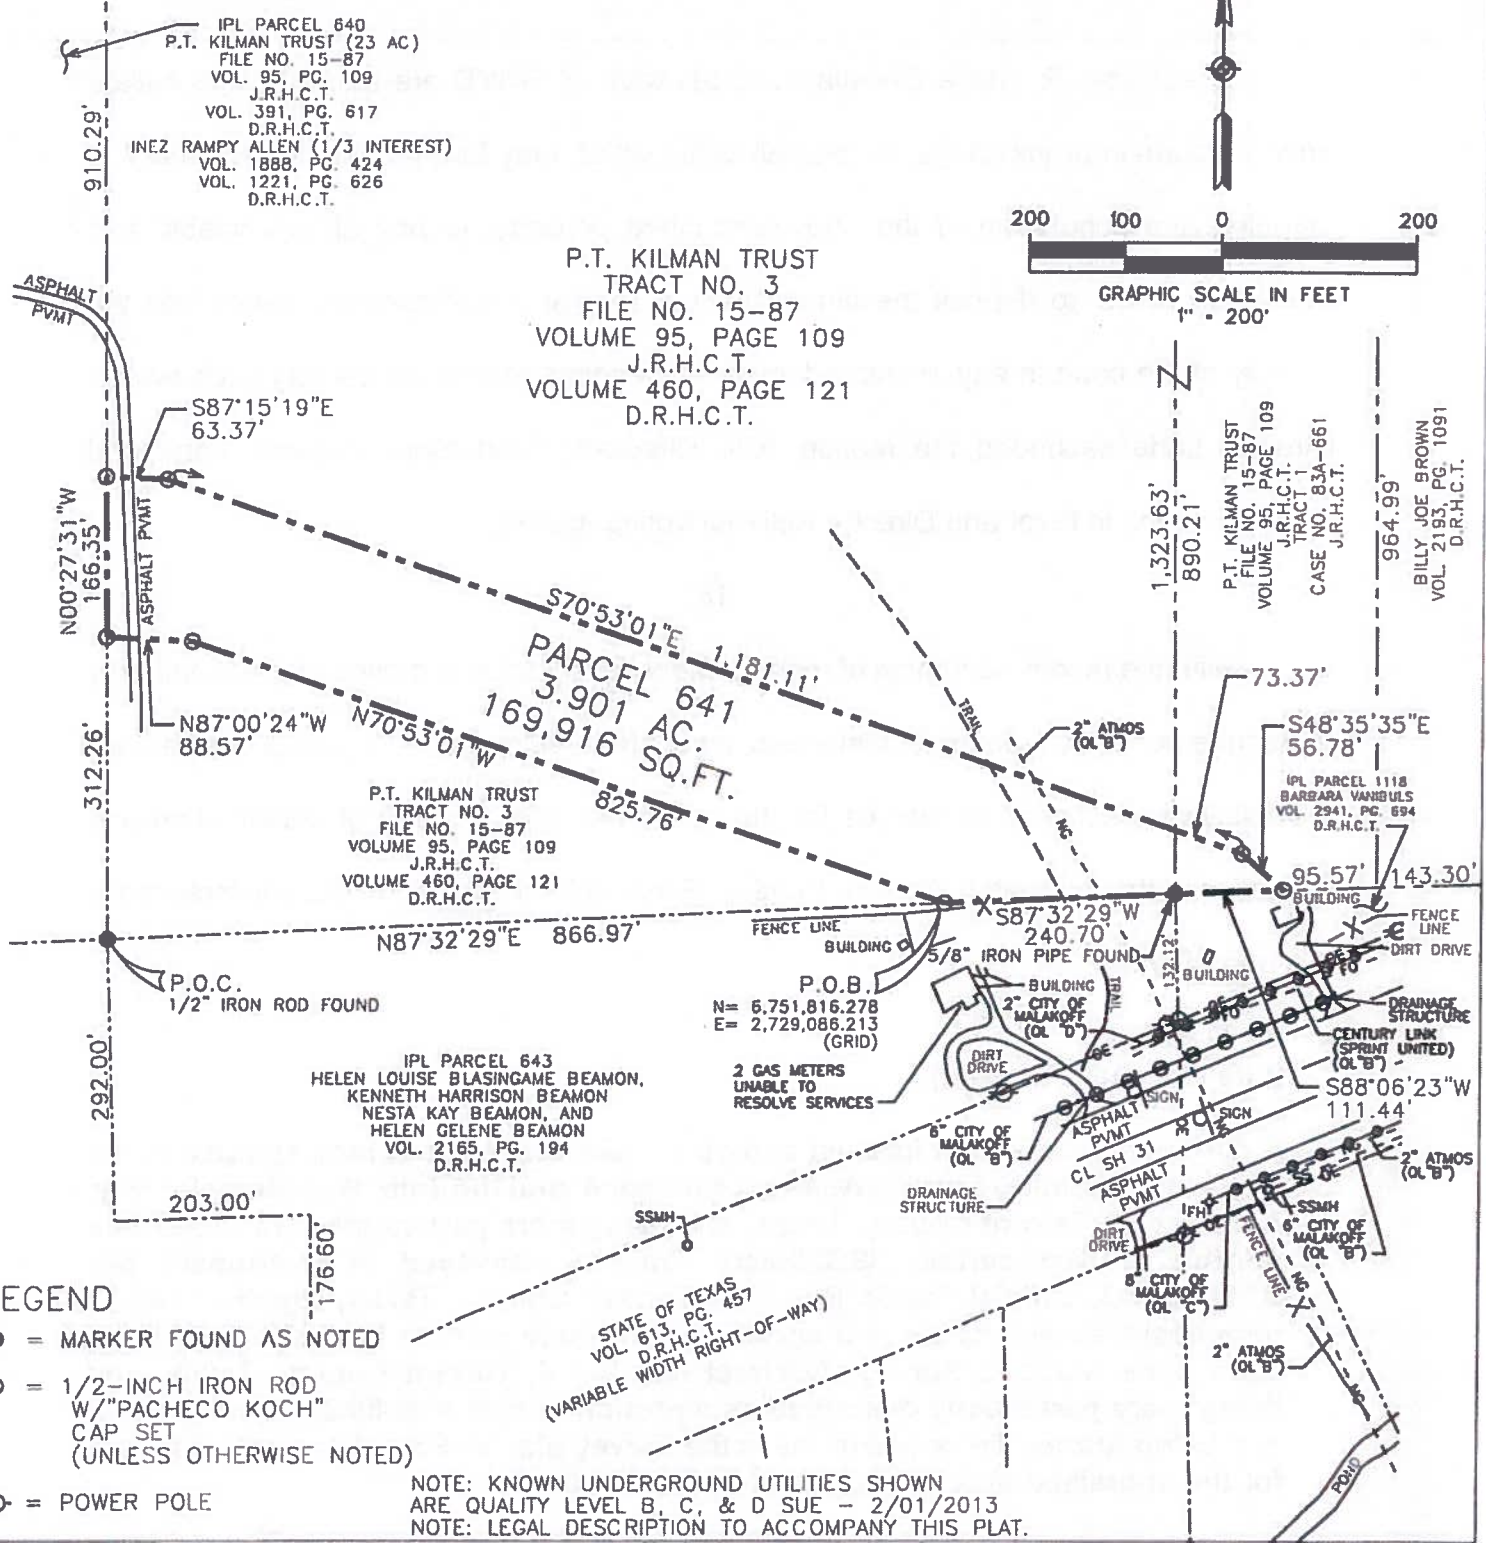 IPL PARCEL 640
P.T. KILMAN TRUST (23 AC)
FILE NO. 15-87
VOL. 95, PG. 109
J.R.H.C.T.
VOL. 391, PG. 617
D.R.H.C.T.
INEZ RAMPY ALLEN (1/3 INTEREST)
VOL. 1888, PG. 424
VOL. 1221, PG. 626
D.R.H.C.T.
910.29'
200 100 0 200
GRAPHIC SCALE IN FEET
1" - 200'
P.T. KILMAN TRUST
TRACT NO. 3
FILE NO. 15-87
VOLUME 95, PAGE 109
J.R.H.C.T.
VOLUME 460, PAGE 121
D.R.H.C.T.
ASPHALT
PVMT
S87°15'19"E
63.37'
N00°27'31"W
166.35'
ASPHALT PVMT
N87°00'24"W
88.57'
312.26'
S70°53'01"E 1,181.11'
PARCEL 641
3.901 AC.
169,916 SQ.FT.
N70°53'01"W 825.76'
TRAIL
2" ATMOS
(QL "B")
NG
1,323.63'
890.21'
P.T. KILMAN TRUST
FILE NO. 15-87
VOLUME 95, PAGE 109
J.R.H.C.T.
TRACT 1
CASE NO. 83A-661
J.R.H.C.T.
964.99'
BILLY JOE BROWN
VOL. 2193, PG. 1091
D.R.H.C.T.
73.37'
S48°35'35"E
56.78'
IPL PARCEL 1118
BARBARA VANIBULS
VOL. 2941, PG. 694
D.R.H.C.T.
P.T. KILMAN TRUST
TRACT NO. 3
FILE NO. 15-87
VOLUME 95, PAGE 109
J.R.H.C.T.
VOLUME 460, PAGE 121
D.R.H.C.T.
95.57' 143.30'
BUILDING
N87°32'29"E 866.97'
FENCE LINE
S87°32'29"W
240.70'
BUILDING
5/8" IRON PIPE FOUND
132.12
BUILDING
FENCE
LINE
DIRT DRIVE
P.O.C.
1/2" IRON ROD FOUND
P.O.B.
N= 6,751,816.278
E= 2,729,086.213
(GRID)
BUILDING
2" CITY OF
MALAKOFF
(QL "D")
TRAIL
OE
OE
FO
OE
FO
DRAINAGE
STRUCTURE
CENTURY LINK
(SPRINT UNITED)
(QL "B")
S88°06'23"W
111.44'
292.00'
IPL PARCEL 643
HELEN LOUISE BLASINGAME BEAMON,
KENNETH HARRISON BEAMON
NESTA KAY BEAMON, AND
HELEN GELENE BEAMON
VOL. 2165, PG. 194
D.R.H.C.T.
2 GAS METERS
UNABLE TO
RESOLVE SERVICES
DIRT
DRIVE
6" CITY OF
MALAKOFF
(QL "B")
ASPHALT
PVMT
SIGN
SIGN
CL SH 31
ASPHALT
PVMT
2" ATMOS
(QL "B")
DRAINAGE
STRUCTURE
FH
SSMH
OE
DIRT
DRIVE
FENCE LINE
6" CITY OF
MALAKOFF
(QL "B")
8" CITY OF
MALAKOFF
(QL "C")
NG
2" ATMOS
(QL "B")
NG
POND
203.00'
76.60'
SSMH
STATE OF TEXAS
VOL. 613, PG. 457
D.R.H.C.T.
(VARIABLE WIDTH RIGHT-OF-WAY)
EGEND
= MARKER FOUND AS NOTED
= 1/2-INCH IRON ROD
W/"PACHECO KOCH"
CAP SET
(UNLESS OTHERWISE NOTED)
= POWER POLE
NOTE: KNOWN UNDERGROUND UTILITIES SHOWN
ARE QUALITY LEVEL B, C, & D SUE - 2/01/2013
NOTE: LEGAL DESCRIPTION TO ACCOMPANY THIS PLAT.